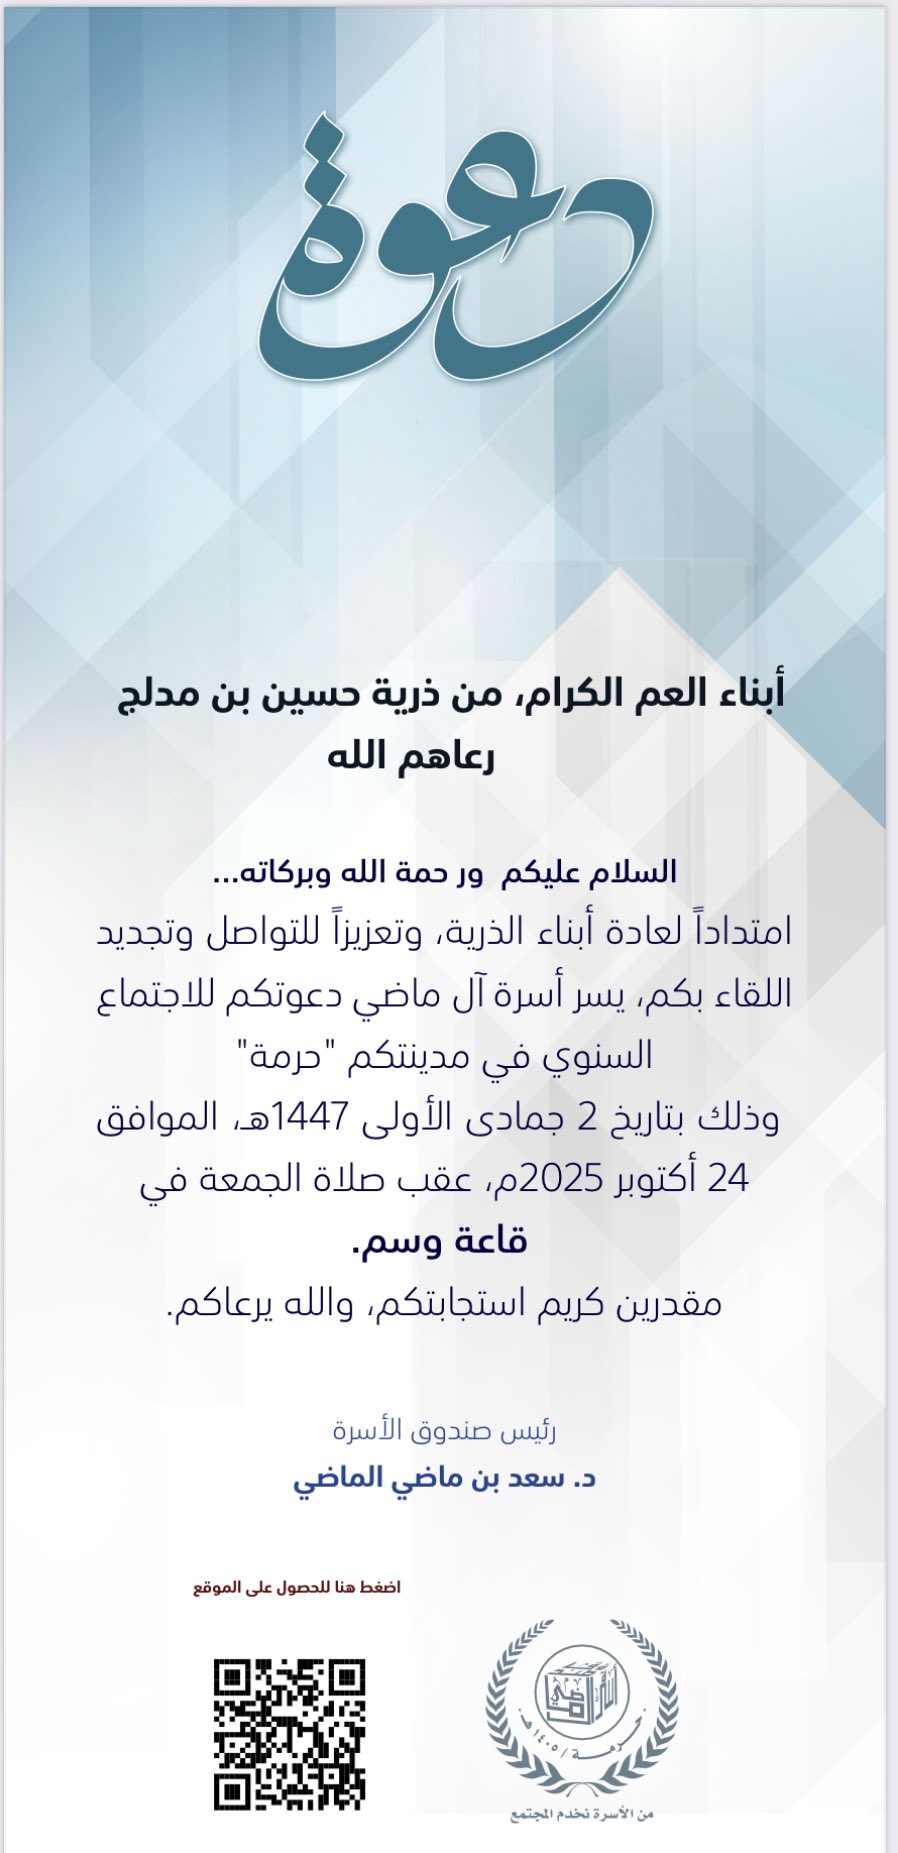 دعوة
أبناء العم الكرام، من ذرية حسين بن مدلج
رعاهم الله
السلام عليكم ور حمة الله وبركاته...
امتداداً لعادة أبناء الذرية، وتعزيزاً للتواصل وتجديد
اللقاء بكم، يسر أسرة آل ماضي دعوتكم للاجتماع
السنوي في مدينتكم "حرمة"
وذلك بتاريخ 2 جمادى الأولى 1447هـ، الموافق
24 أكتوبر 2025م، عقب صلاة الجمعة في
قاعة وسم.
مقدرين كريم استجابتكم، والله يرعاكم.
رئيس صندوق الأسرة
د. سعد بن ماضي الماضي
اضغط هنا للحصول على الموقع
حرمة / ١٤٠٥هـ
من الأسرة نخدم المجتمع